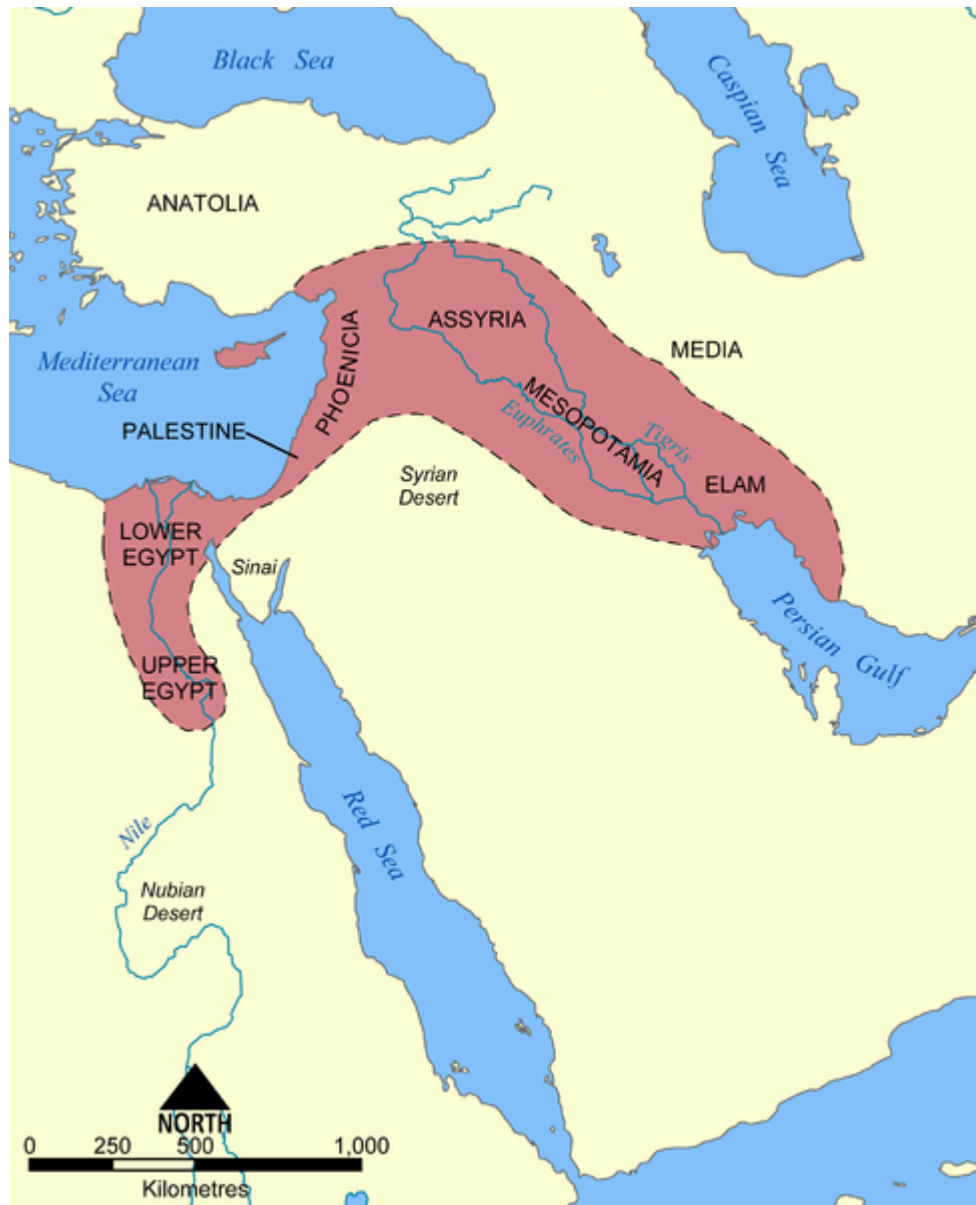 Black Sea
Caspian
Sea
ANATOLIA
ASSYRIA
MEDIA
Mediterranean
Sea
PHOENICIA
MESOPOTAMIA
Euphrates
Tigris
PALESTINE
Syrian
Desert
ELAM
LOWER
EGYPT
Sinai
Persian Gulf
UPPER
EGYPT
Nile
Red Sea
Nubian
Desert
NORTH
0 250 500 1,000
Kilometres